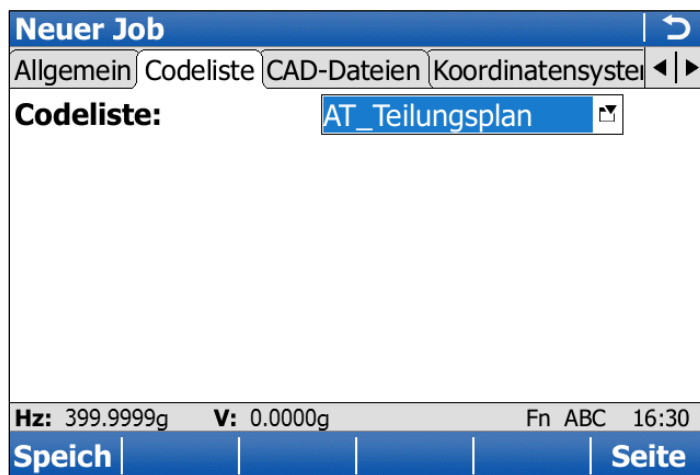 Neuer Job
Allgemein Codeliste CAD-Dateien Koordinatensyster
Codeliste: AT_Teilungsplan
Hz: 399.9999g V: 0.0000g Fn ABC 16:30
Speich Seite